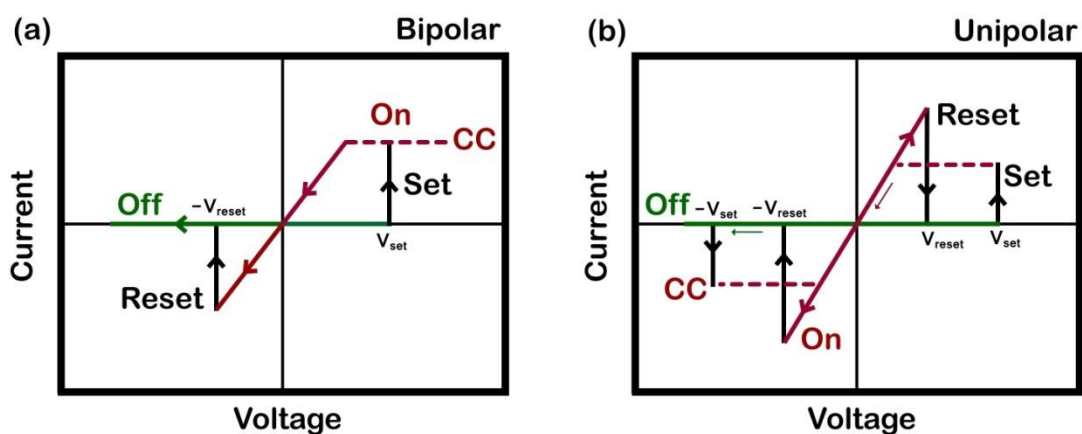 (a)
Bipolar
On
CC
Off
−Vreset
Set
Vset
Reset
Current
Voltage
(b)
Unipolar
Reset
Set
Off
−Vset
−Vreset
Vreset
Vset
CC
On
Current
Voltage